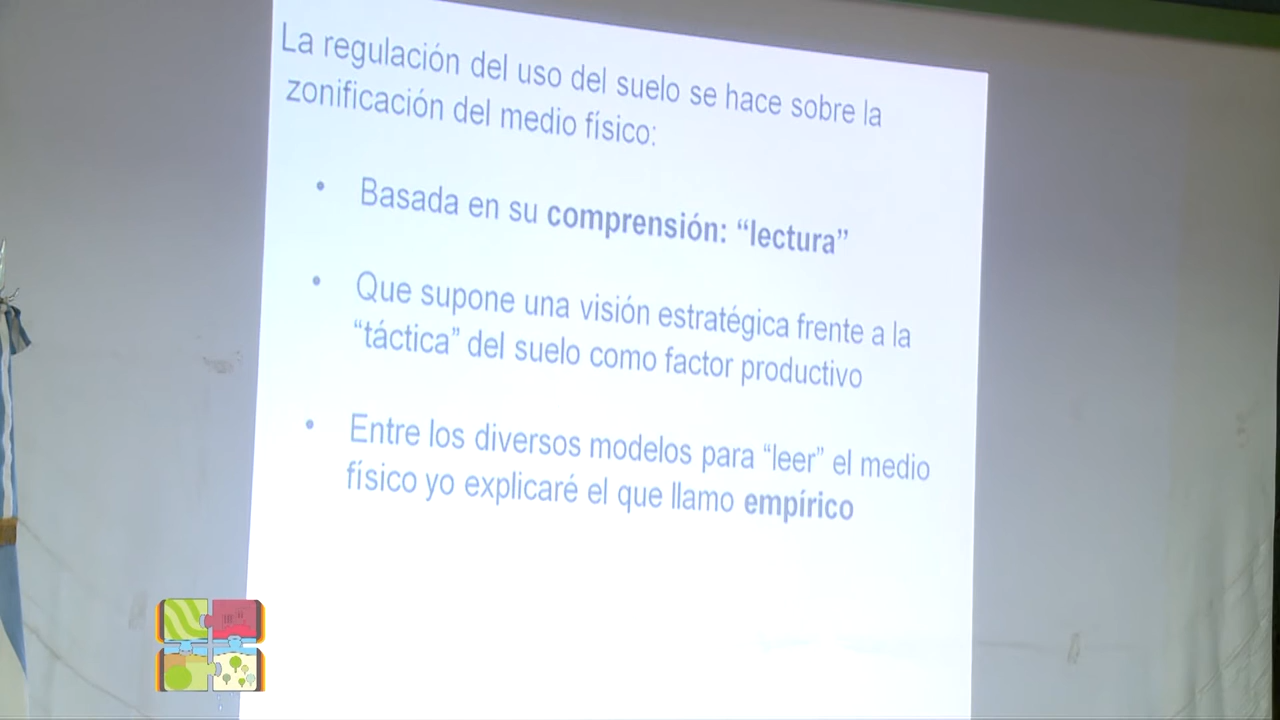 La regulación del uso del suelo se hace sobre la
zonificación del medio físico:
• Basada en su comprensión: “lectura”
• Que supone una visión estratégica frente a la
“táctica” del suelo como factor productivo
• Entre los diversos modelos para “leer” el medio
físico yo explicaré el que llamo empírico